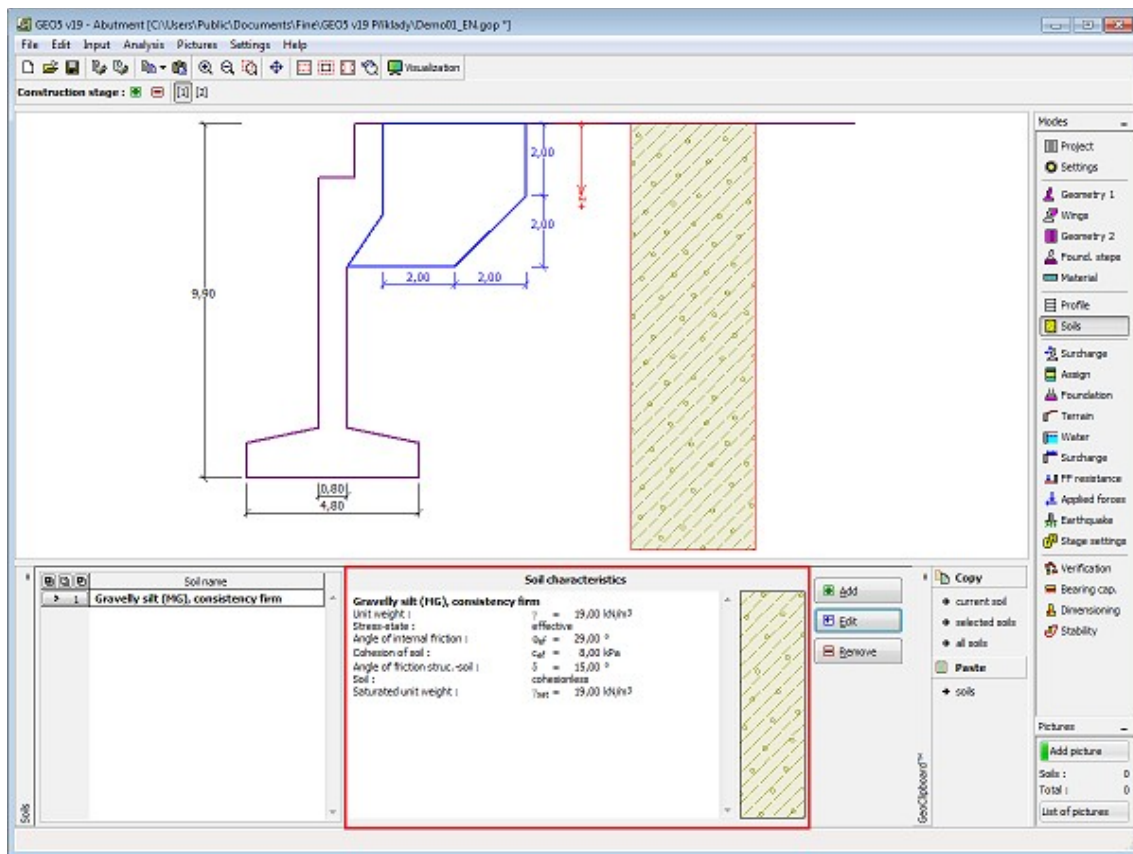 GEO5 v19 - Abutment [C:\Users\Public\Documents\Fine\GEO5 v19 Příklady\Demo01_EN.gop *]
File Edit Input Analysis Pictures Settings Help
Visualization
Construction stage : [1] [2]
2,00
2,00
+z
2,00 2,00
9,90
0,80
4,80
Modes
Project
Settings
Geometry 1
Wings
Geometry 2
Found. steps
Material
Profile
Soils
Surcharge
Assign
Foundation
Terrain
Water
Surcharge
FF resistance
Applied forces
Earthquake
Stage settings
Verification
Bearing cap.
Dimensioning
Stability
Pictures
Add picture
Soils : 0
Total : 0
List of pictures
Soils
Soil name
1 Gravelly silt (MG), consistency firm
Soil characteristics
Gravelly silt (MG), consistency firm
Unit weight : γ = 19,00 kN/m³
Stress-state : effective
Angle of internal friction : φef = 29,00 °
Cohesion of soil : cef = 8,00 kPa
Angle of friction struc.-soil : δ = 15,00 °
Soil : cohesionless
Saturated unit weight : γsat = 19,00 kN/m³
Add
Edit
Remove
GeoClipboard™
Copy
current soil
selected soils
all soils
Paste
soils